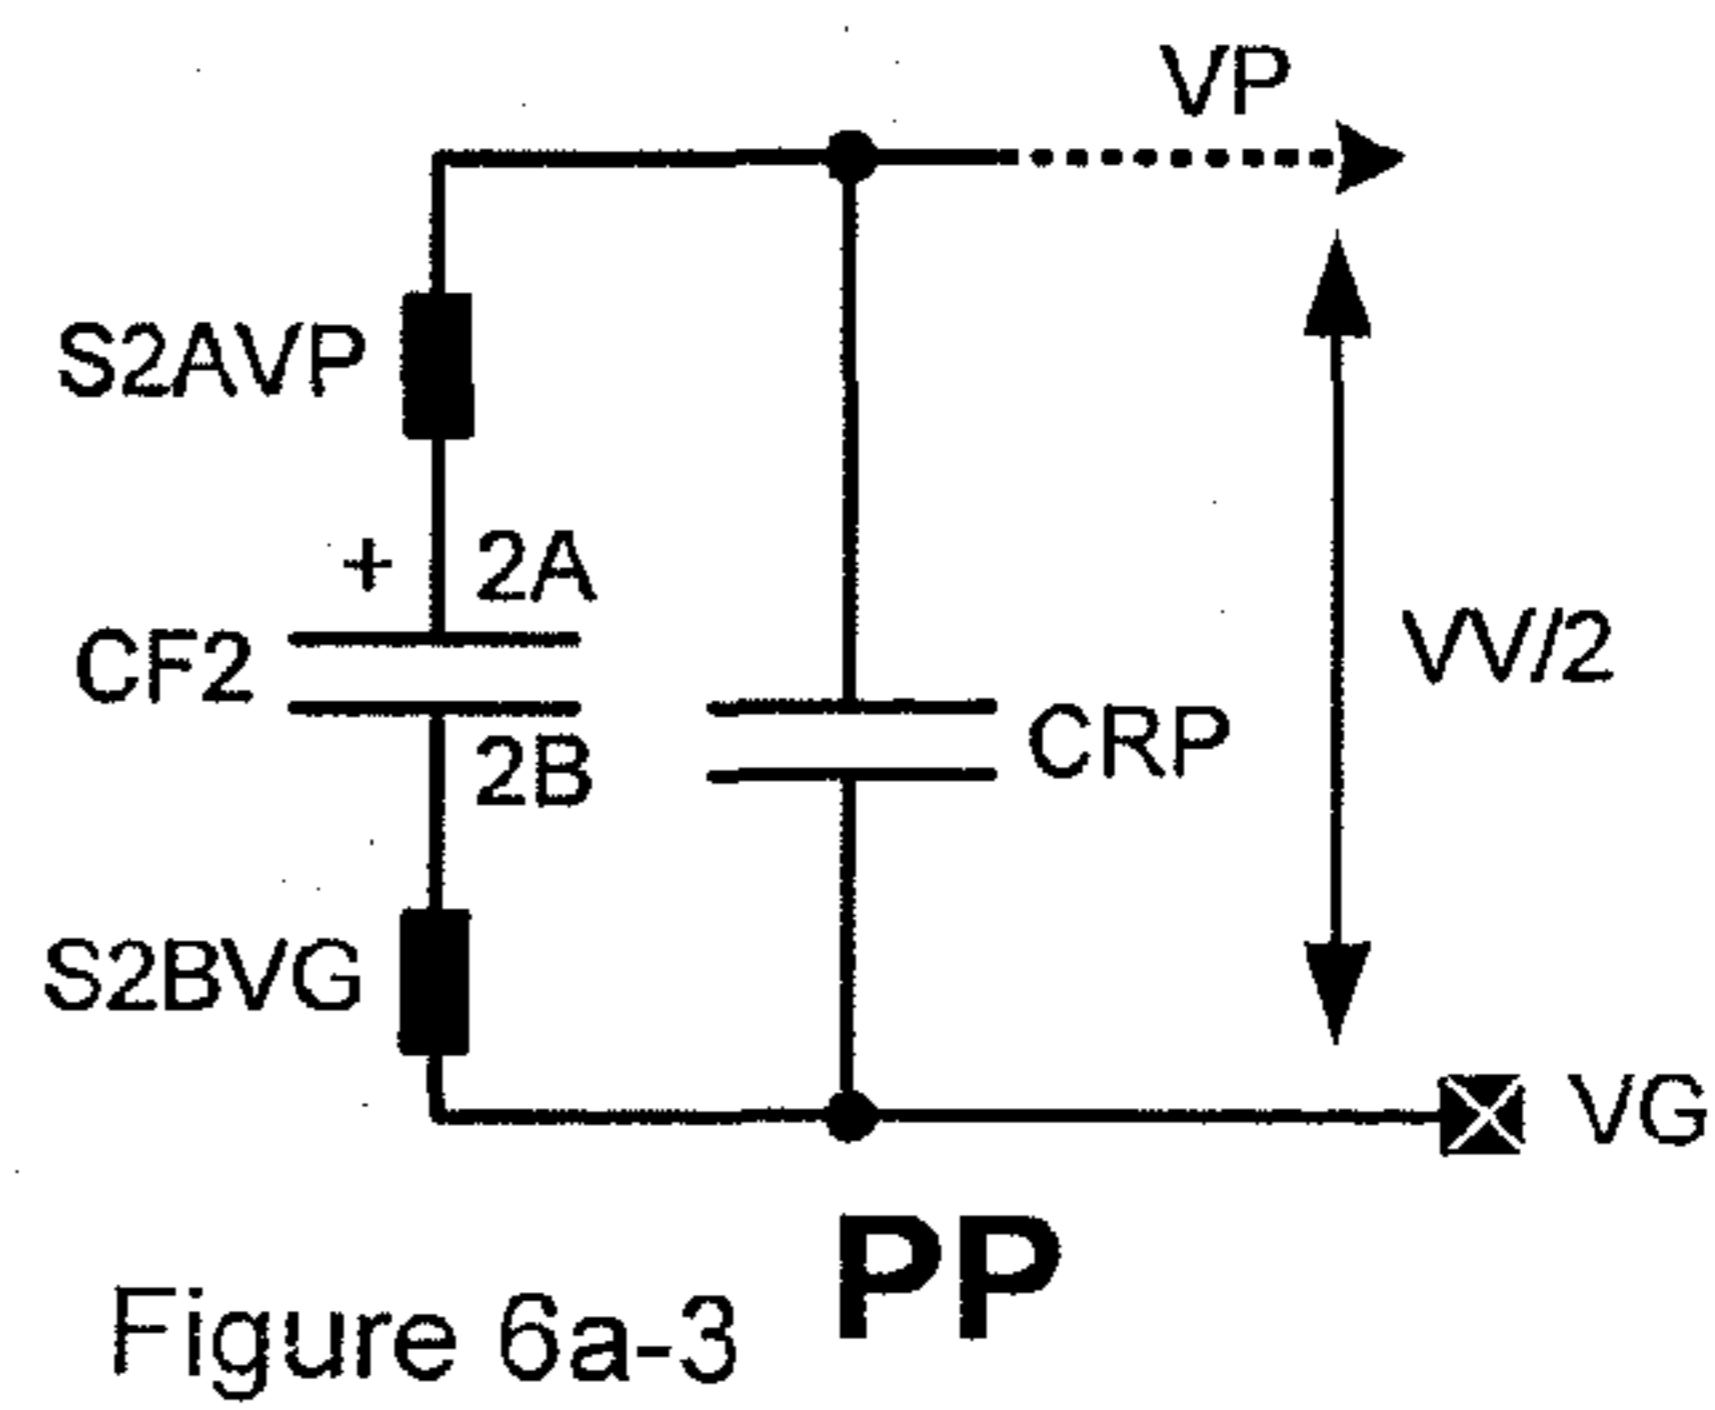 VP
S2AVP
+ 2A
CF2
VV/2
CRP
2B
S2BVG
VG
PP
Figure 6a-3